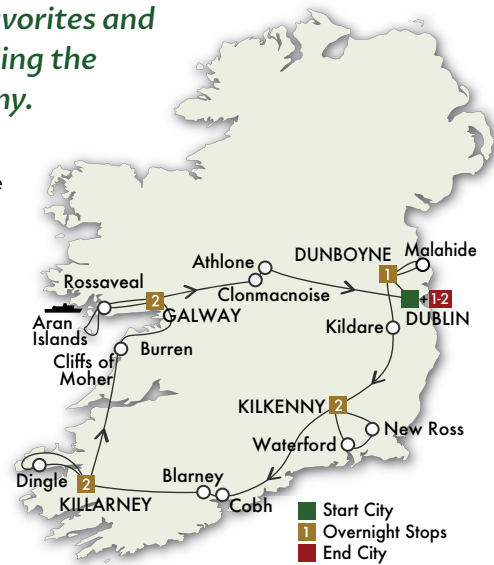 avorites and
ing the
ny.
e
DUNBOYNE
Malahide
1
Athlone
Rossaveal
Clonmacnoise
2
+1-2
GALWAY
DUBLIN
Aran
Islands
Kildare
Burren
Cliffs of
Moher
KILKENNY 2
New Ross
Waterford
Blarney
Dingle
2
Cobh
KILLARNEY
Start City
1 Overnight Stops
End City